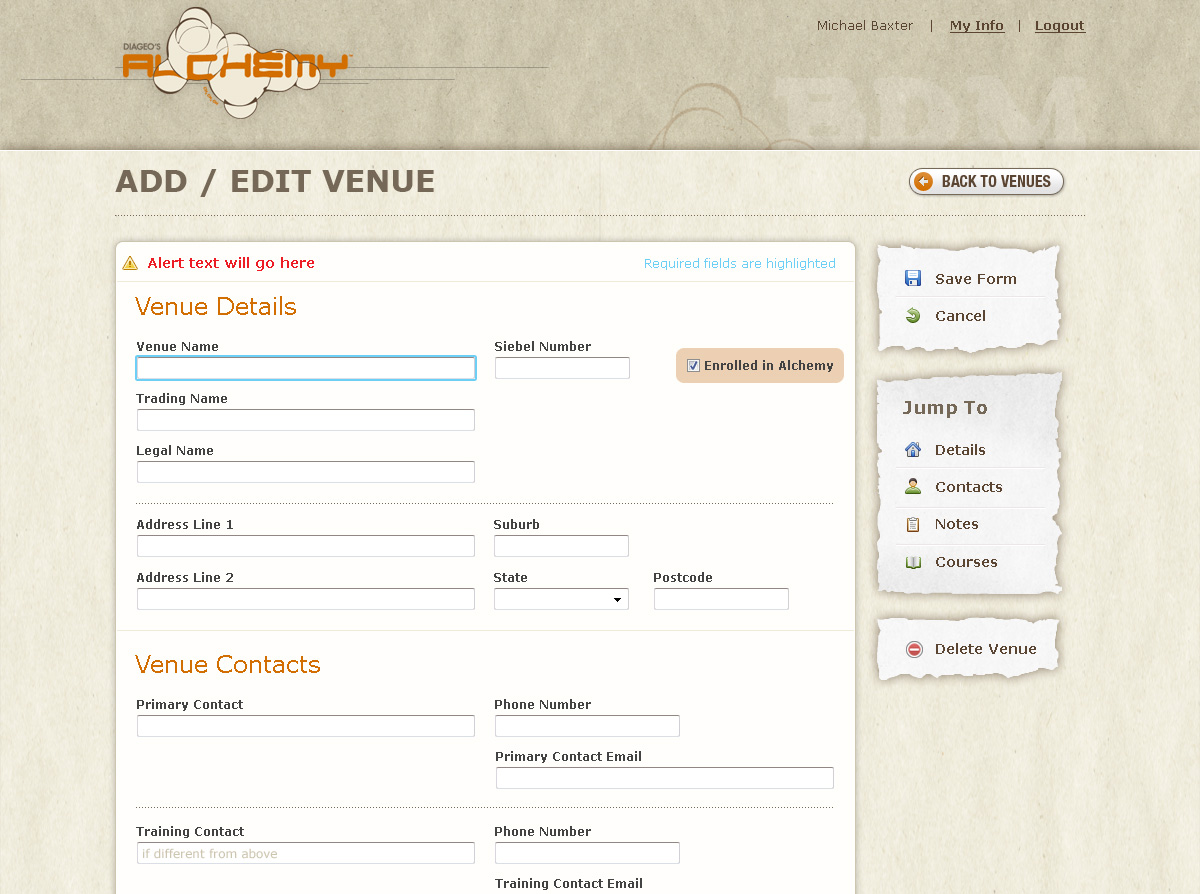 Michael Baxter | My Info | Logout
DIAGEO'S
ALCHEMY
BDM
ADD / EDIT VENUE
BACK TO VENUES
Alert text will go here
Required fields are highlighted
Venue Details
Venue Name
Siebel Number
Enrolled in Alchemy
Trading Name
Legal Name
Address Line 1
Suburb
Address Line 2
State
Postcode
Venue Contacts
Primary Contact
Phone Number
Primary Contact Email
Training Contact
Phone Number
if different from above
Training Contact Email
Save Form
Cancel
Jump To
Details
Contacts
Notes
Courses
Delete Venue